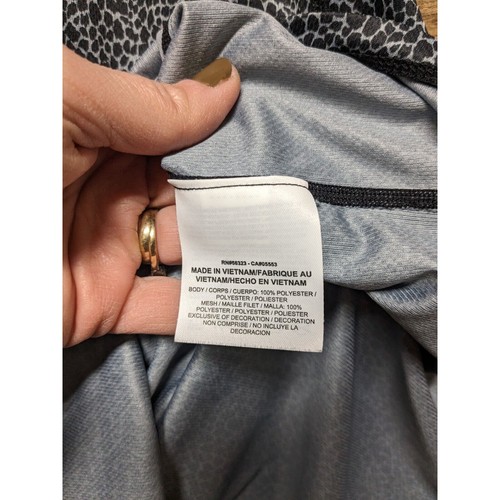 RN#56323 - CA#05553
MADE IN VIETNAM/FABRIQUE AU
VIETNAM/HECHO EN VIETNAM
BODY / CORPS / CUERPO: 100% POLYESTER /
POLYESTER / POLIESTER
MESH / MAILLE FILET / MALLA: 100%
POLYESTER / POLYESTER / POLIESTER
EXCLUSIVE OF DECORATION / DECORATION
NON COMPRISE / NO INCLUYE LA
DECORACION